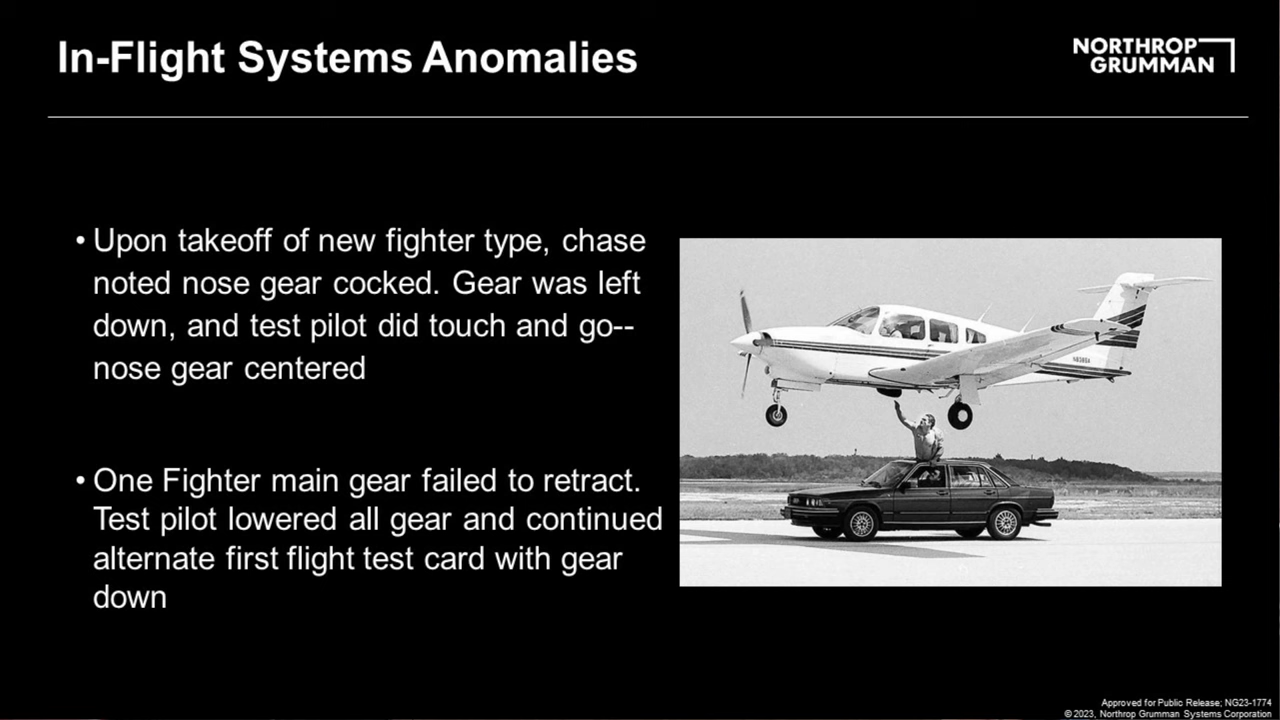 In-Flight Systems Anomalies
NORTHROP
GRUMMAN
• Upon takeoff of new fighter type, chase
noted nose gear cocked. Gear was left
down, and test pilot did touch and go--
nose gear centered
• One Fighter main gear failed to retract.
Test pilot lowered all gear and continued
alternate first flight test card with gear
down
Approved for Public Release; NG23-1774
© 2023, Northrop Grumman Systems Corporation